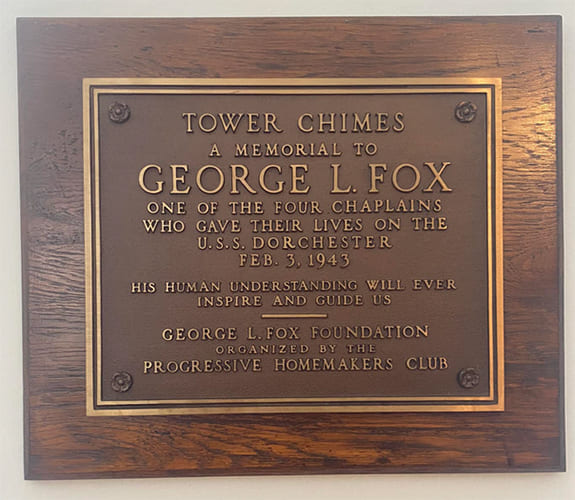 TOWER CHIMES
A MEMORIAL TO
GEORGE L. FOX
ONE OF THE FOUR CHAPLAINS
WHO GAVE THEIR LIVES ON THE
U.S.S. DORCHESTER
FEB. 3, 1943
HIS HUMAN UNDERSTANDING WILL EVER
INSPIRE AND GUIDE US
GEORGE L. FOX FOUNDATION
ORGANIZED BY THE
PROGRESSIVE HOMEMAKERS CLUB